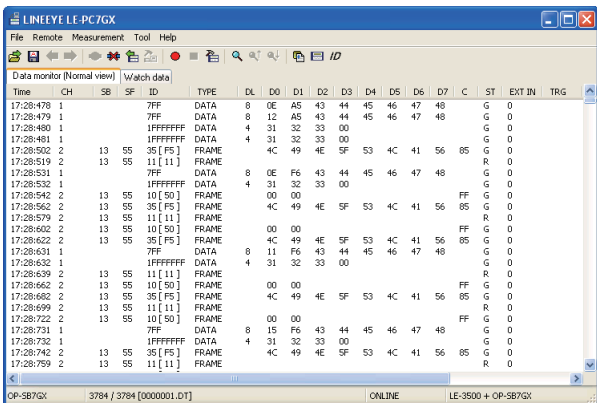 LINEEYE LE-PC7GX
File Remote Measurement Tool Help
ID
Data monitor (Normal view) Watch data
Time CH SB SF ID TYPE DL D0 D1 D2 D3 D4 D5 D6 D7 C ST EXT IN TRG
17:28:478 1 7FF DATA 8 0E A5 43 44 45 46 47 48 G 0
17:28:479 1 7FF DATA 8 12 A5 43 44 45 46 47 48 G 0
17:28:480 1 1FFFFFFF DATA 4 31 32 33 00 G 0
17:28:481 1 1FFFFFFF DATA 4 31 32 33 00 G 0
17:28:502 2 13 55 35 [ F5 ] FRAME 4C 49 4E 5F 53 4C 41 56 85 G 0
17:28:519 2 13 55 11 [ 11 ] FRAME R 0
17:28:531 1 7FF DATA 8 0E F6 43 44 45 46 47 48 G 0
17:28:532 1 1FFFFFFF DATA 4 31 32 33 00 G 0
17:28:542 2 13 55 10 [ 50 ] FRAME 00 00 FF G 0
17:28:562 2 13 55 35 [ F5 ] FRAME 4C 49 4E 5F 53 4C 41 56 85 G 0
17:28:579 2 13 55 11 [ 11 ] FRAME R 0
17:28:602 2 13 55 10 [ 50 ] FRAME 00 00 FF G 0
17:28:622 2 13 55 35 [ F5 ] FRAME 4C 49 4E 5F 53 4C 41 56 85 G 0
17:28:631 1 7FF DATA 8 11 F6 43 44 45 46 47 48 G 0
17:28:632 1 1FFFFFFF DATA 4 31 32 33 00 G 0
17:28:639 2 13 55 11 [ 11 ] FRAME R 0
17:28:662 2 13 55 10 [ 50 ] FRAME 00 00 FF G 0
17:28:682 2 13 55 35 [ F5 ] FRAME 4C 49 4E 5F 53 4C 41 56 85 G 0
17:28:699 2 13 55 11 [ 11 ] FRAME R 0
17:28:722 2 13 55 10 [ 50 ] FRAME 00 00 FF G 0
17:28:731 1 7FF DATA 8 15 F6 43 44 45 46 47 48 G 0
17:28:732 1 1FFFFFFF DATA 4 31 32 33 00 G 0
17:28:742 2 13 55 35 [ F5 ] FRAME 4C 49 4E 5F 53 4C 41 56 85 G 0
17:28:759 2 13 55 11 [ 11 ] FRAME R 0
OP-SB7GX 3784 / 3784 [0000001.DT] ONLINE LE-3500 + OP-SB7GX